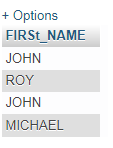 + Options
FIRSt_NAME
JOHN
ROY
JOHN
MICHAEL